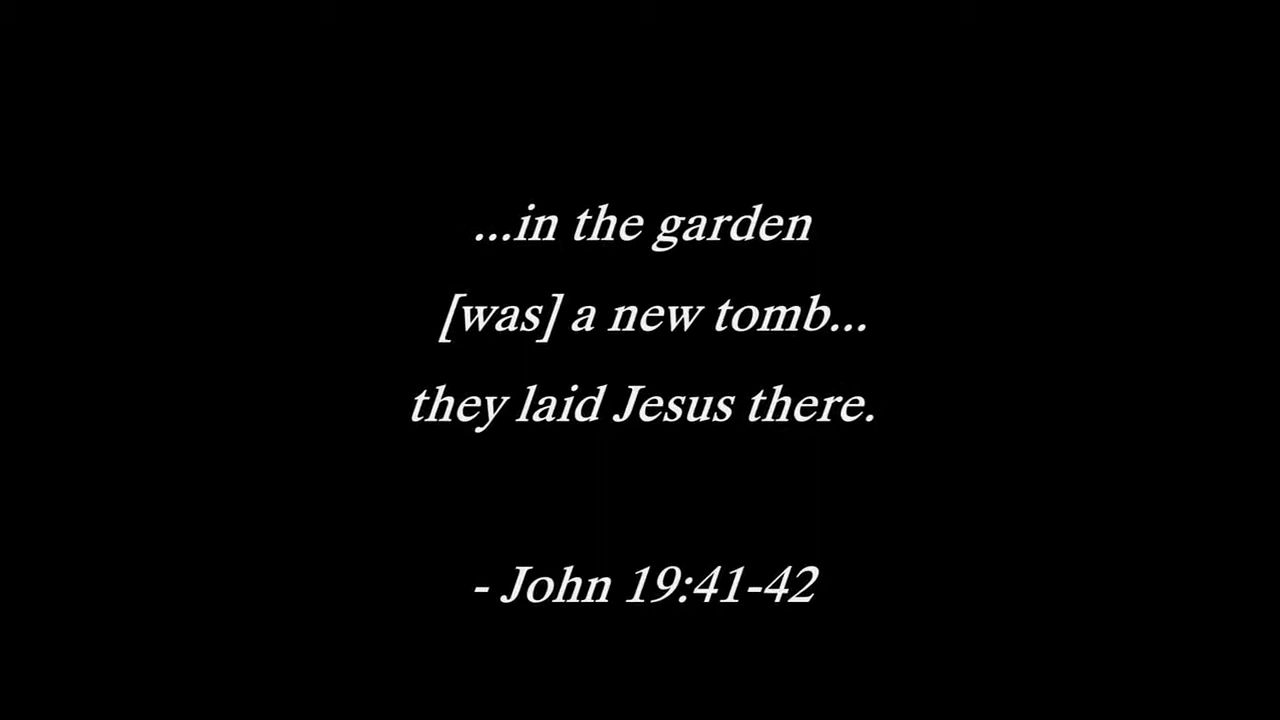 ...in the garden
[was] a new tomb...
they laid Jesus there.
- John 19:41-42